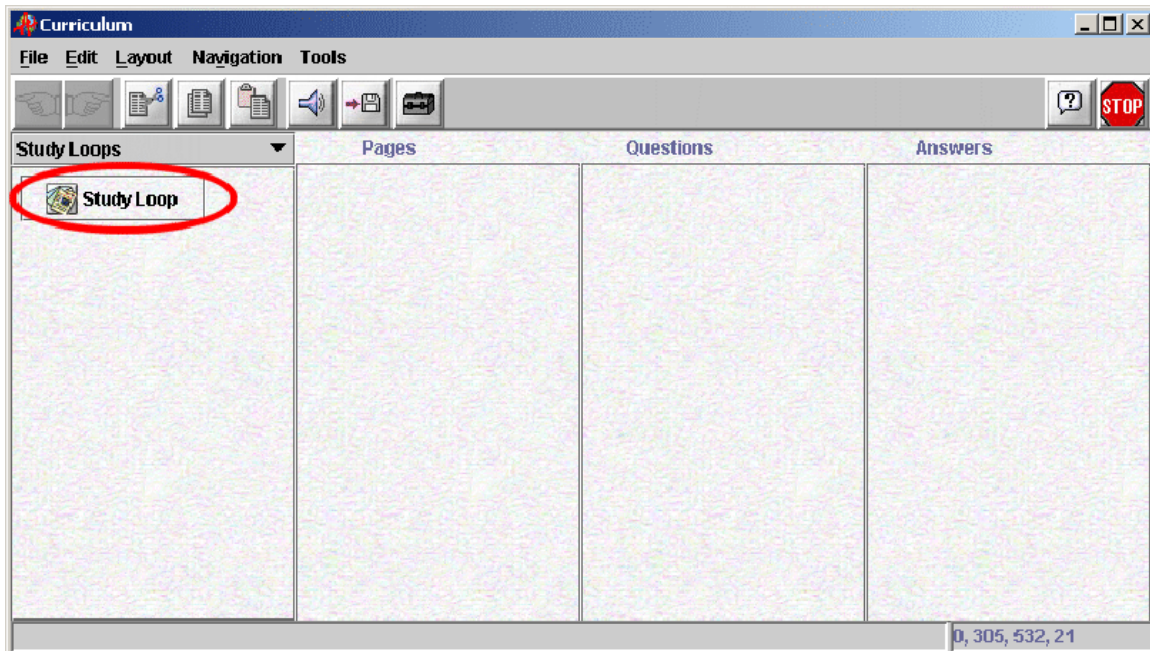 Curriculum
File Edit Layout Navigation Tools
? STOP
Study Loops Pages Questions Answers
Study Loop
0, 305, 532, 21